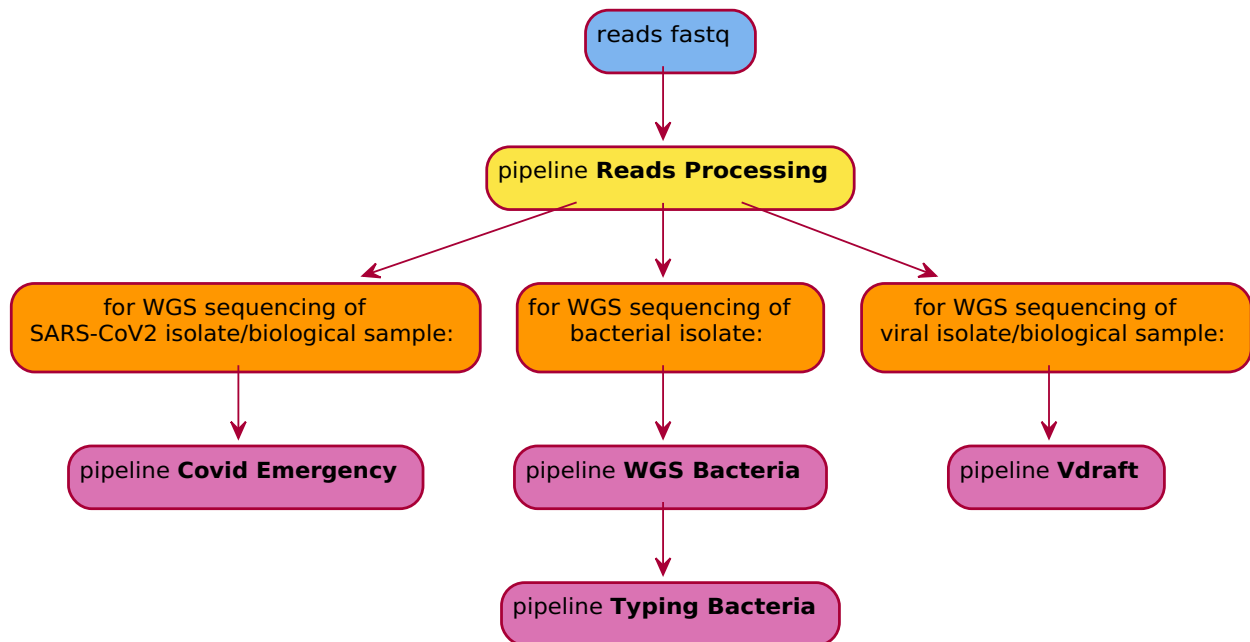 reads fastq
pipeline Reads Processing
for WGS sequencing of
SARS-CoV2 isolate/biological sample:
for WGS sequencing of
bacterial isolate:
for WGS sequencing of
viral isolate/biological sample:
pipeline Covid Emergency
pipeline WGS Bacteria
pipeline Vdraft
pipeline Typing Bacteria